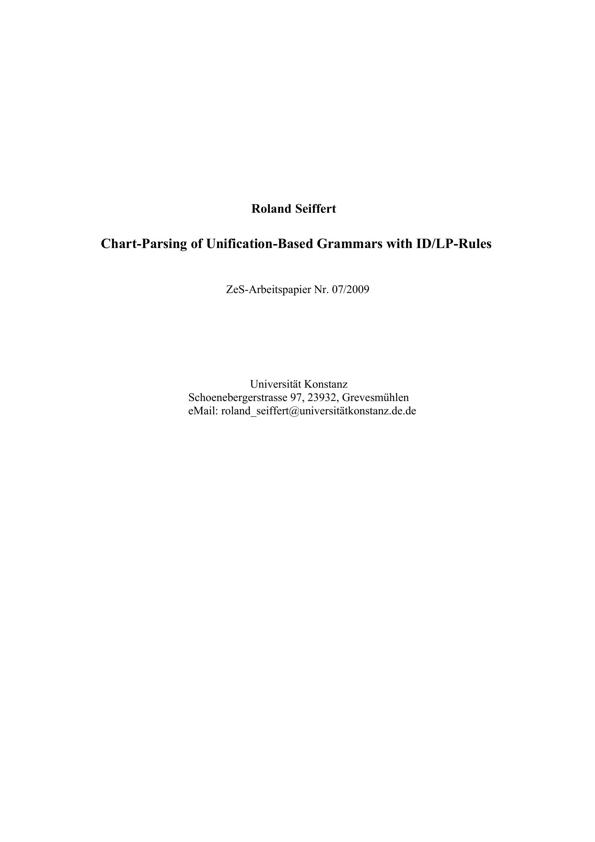 Roland Seiffert
Chart-Parsing of Unification-Based Grammars with ID/LP-Rules
ZeS-Arbeitspapier Nr. 07/2009
Universität Konstanz
Schoenebergerstrasse 97, 23932, Grevesmühlen
eMail: roland_seiffert@universitätkonstanz.de.de